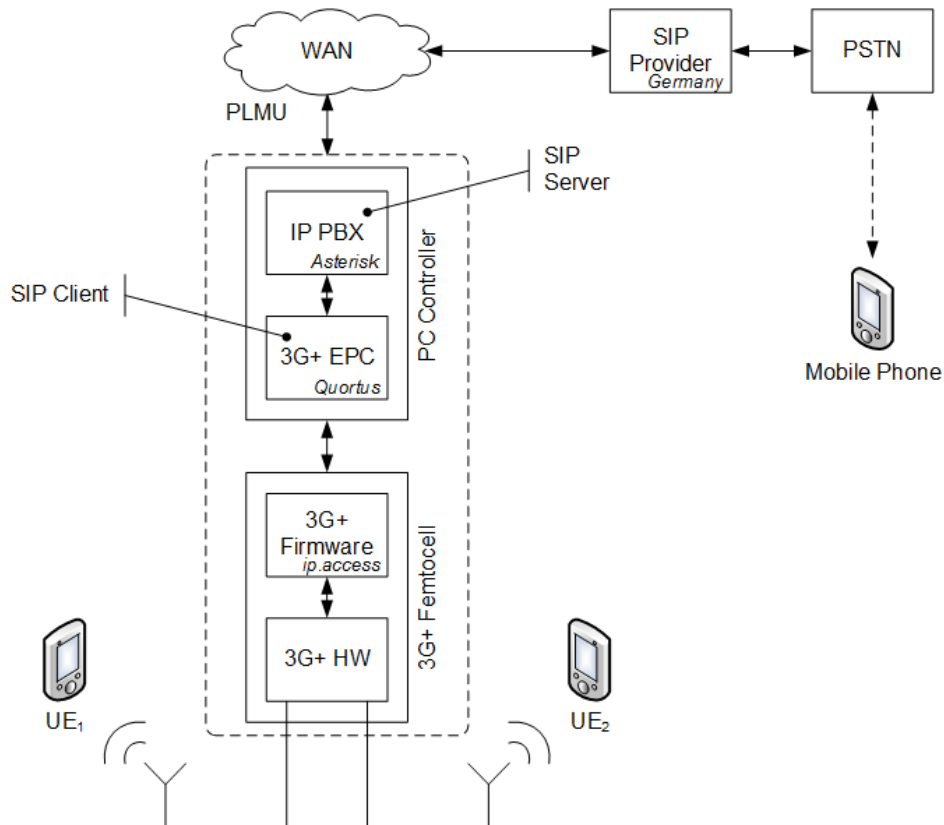 WAN
SIP
Provider
Germany
PSTN
PLMU
SIP
Server
IP PBX
Asterisk
SIP Client
3G+ EPC
Quortus
PC Controller
Mobile Phone
3G+
Firmware
ip.access
3G+ Femtocell
3G+ HW
UE₁
UE₂